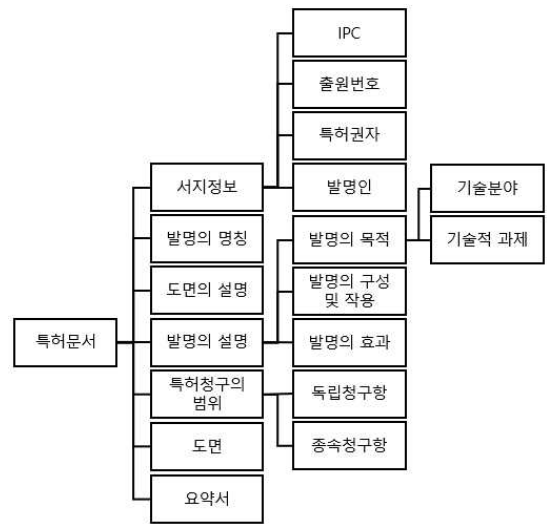 IPC
출원번호
특허권자
서지정보
발명인
기술분야
발명의 명칭
발명의 목적
기술적 과제
도면의 설명
발명의 구성
및 작용
특허문서
발명의 설명
발명의 효과
특허청구의
범위
독립청구항
도면
종속청구항
요약서